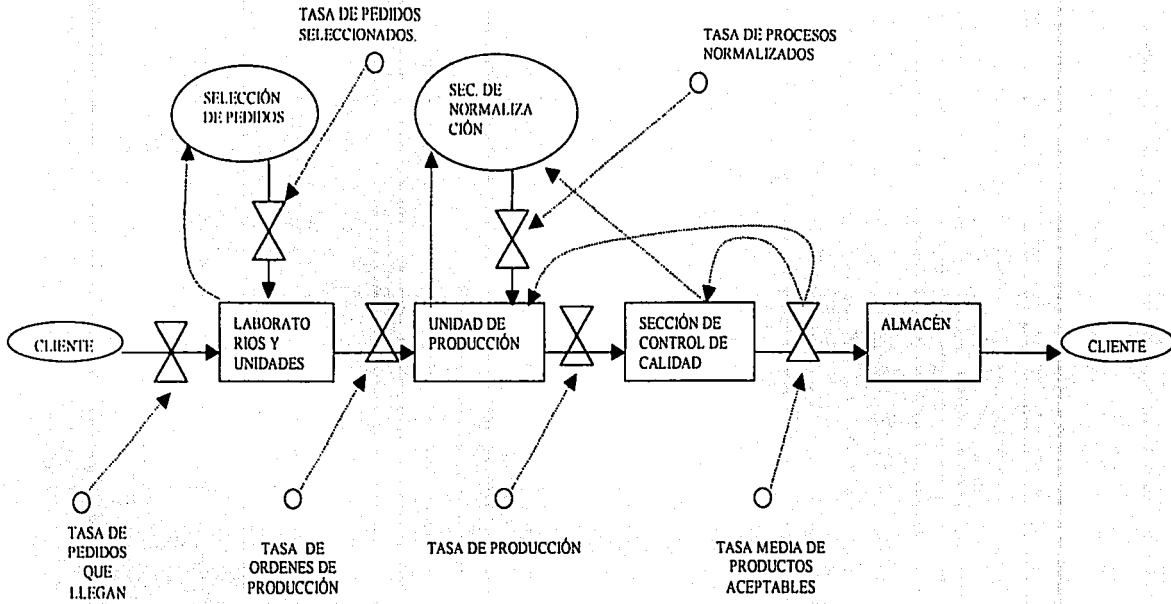 TASA DE PEDIDOS
SELECCIONADOS.
TASA DE PROCESOS
NORMALIZADOS
SELECCIÓN
DE PEDIDOS
SEC. DE
NORMALIZA
CIÓN
CLIENTE
LABORATO
RIOS Y
UNIDADES
UNIDAD DE
PRODUCCIÓN
SECCIÓN DE
CONTROL DE
CALIDAD
ALMACÉN
CLIENTE
TASA DE
PEDIDOS
QUE
LLEGAN
TASA DE
ORDENES DE
PRODUCCIÓN
TASA DE PRODUCCIÓN
TASA MEDIA DE
PRODUCTOS
ACEPTABLES